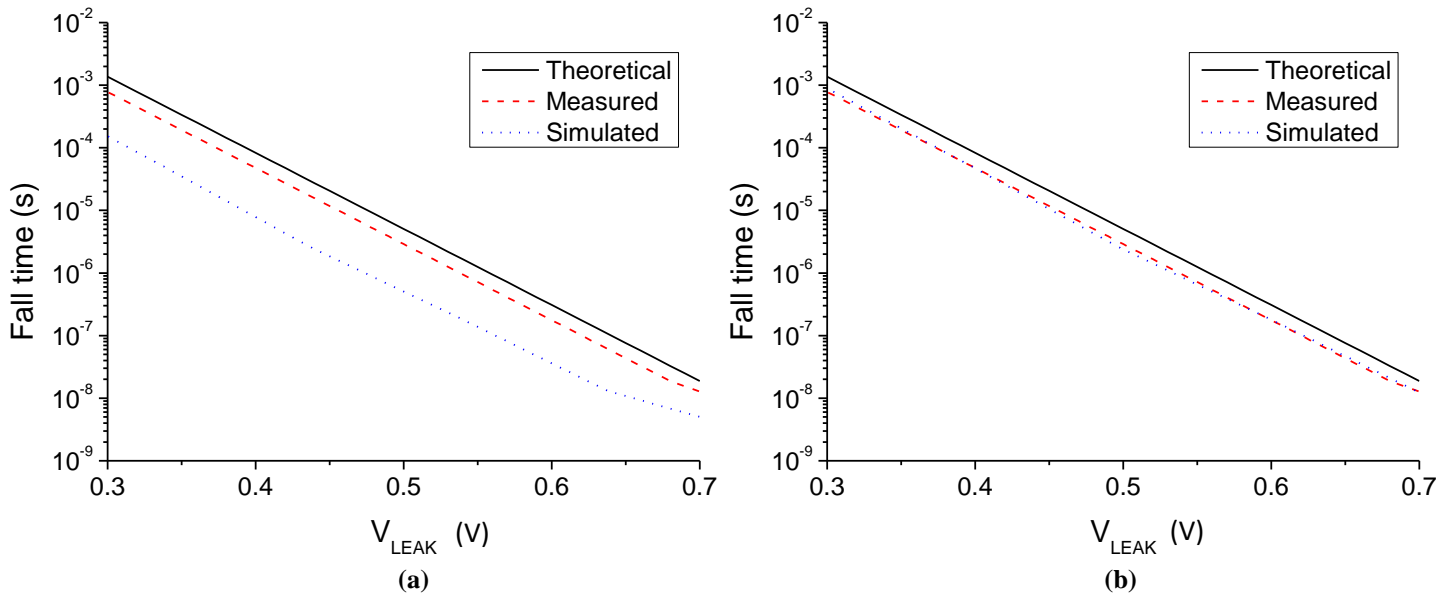 10^-2
10^-3
10^-4
10^-5
10^-6
10^-7
10^-8
10^-9
Fall time (s)
0.3 0.4 0.5 0.6 0.7
V_LEAK (V)
Theoretical
Measured
Simulated
(a)
10^-2
10^-3
10^-4
10^-5
10^-6
10^-7
10^-8
10^-9
Fall time (s)
0.3 0.4 0.5 0.6 0.7
V_LEAK (V)
Theoretical
Measured
Simulated
(b)